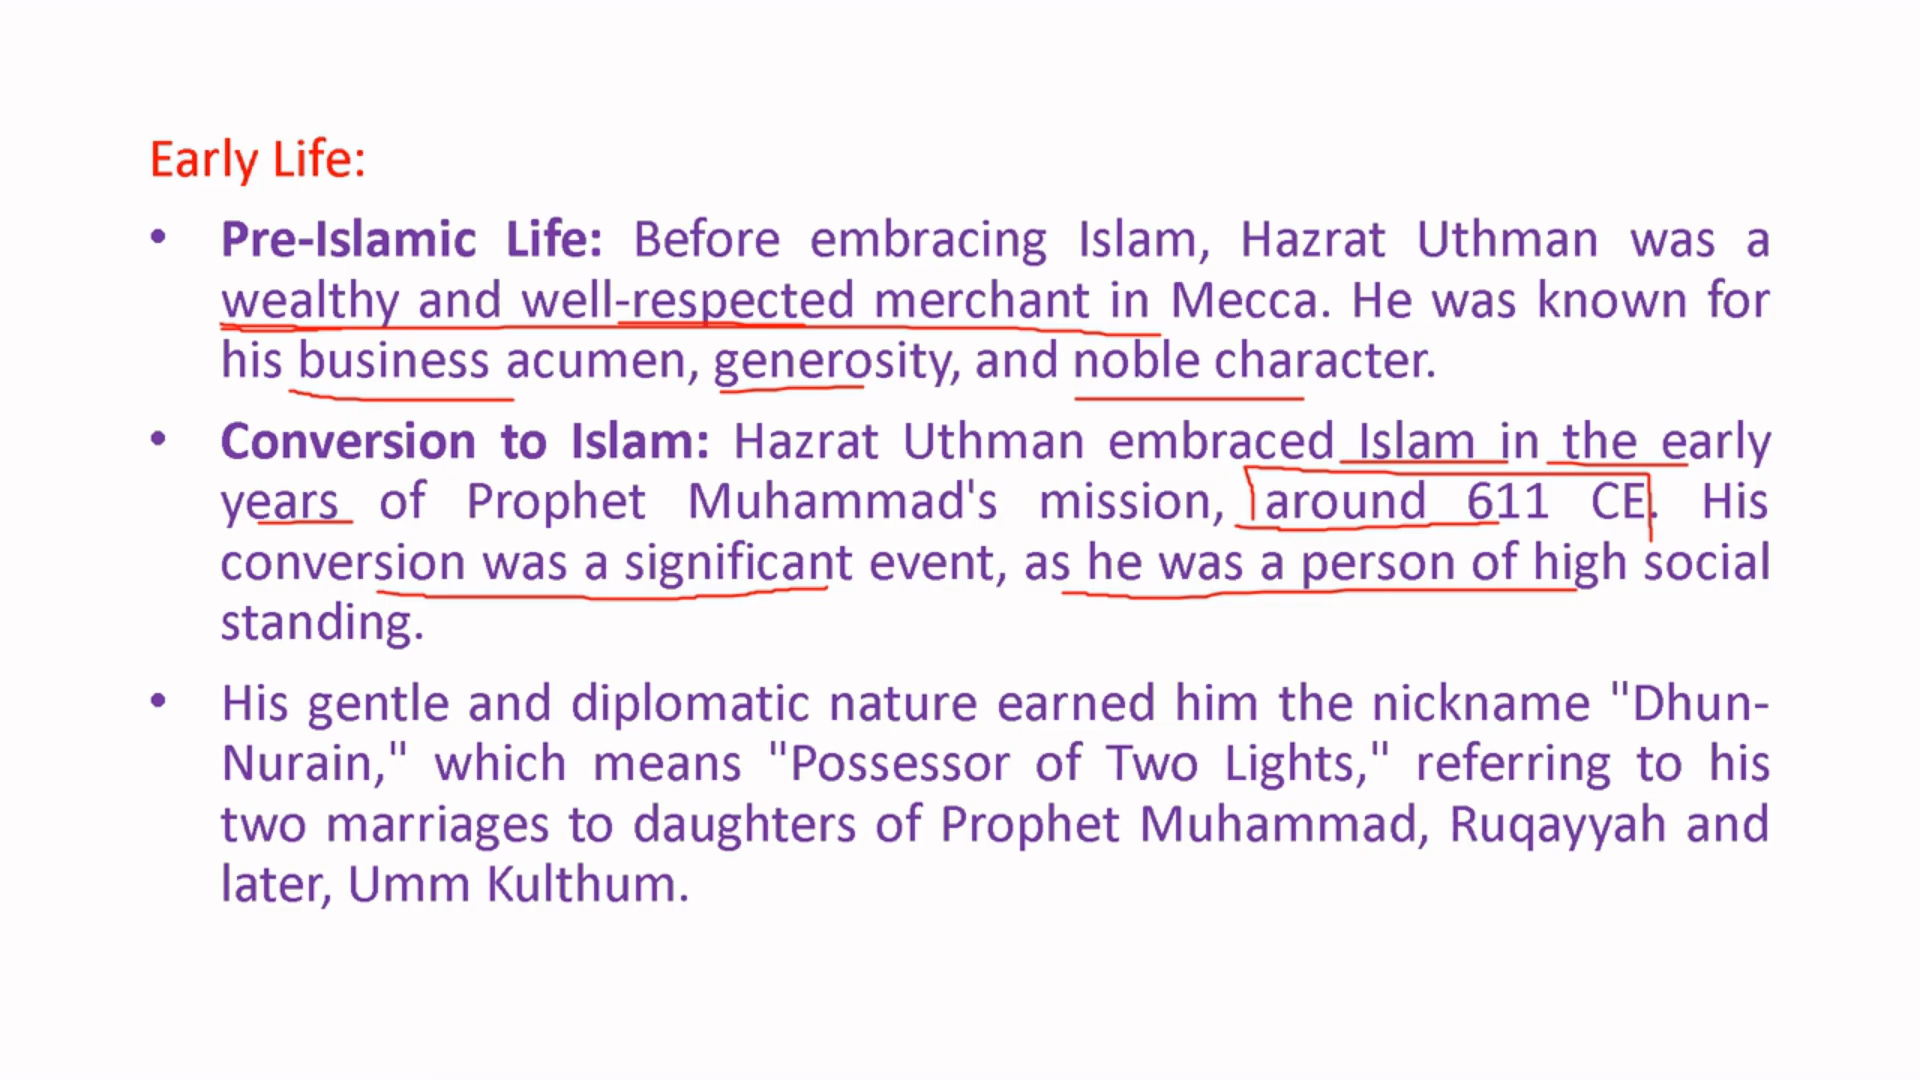 Early Life:
• Pre-Islamic Life: Before embracing Islam, Hazrat Uthman was a
wealthy and well-respected merchant in Mecca. He was known for
his business acumen, generosity, and noble character.
• Conversion to Islam: Hazrat Uthman embraced Islam in the early
years of Prophet Muhammad's mission, around 611 CE. His
conversion was a significant event, as he was a person of high social
standing.
• His gentle and diplomatic nature earned him the nickname "Dhun-
Nurain," which means "Possessor of Two Lights," referring to his
two marriages to daughters of Prophet Muhammad, Ruqayyah and
later, Umm Kulthum.